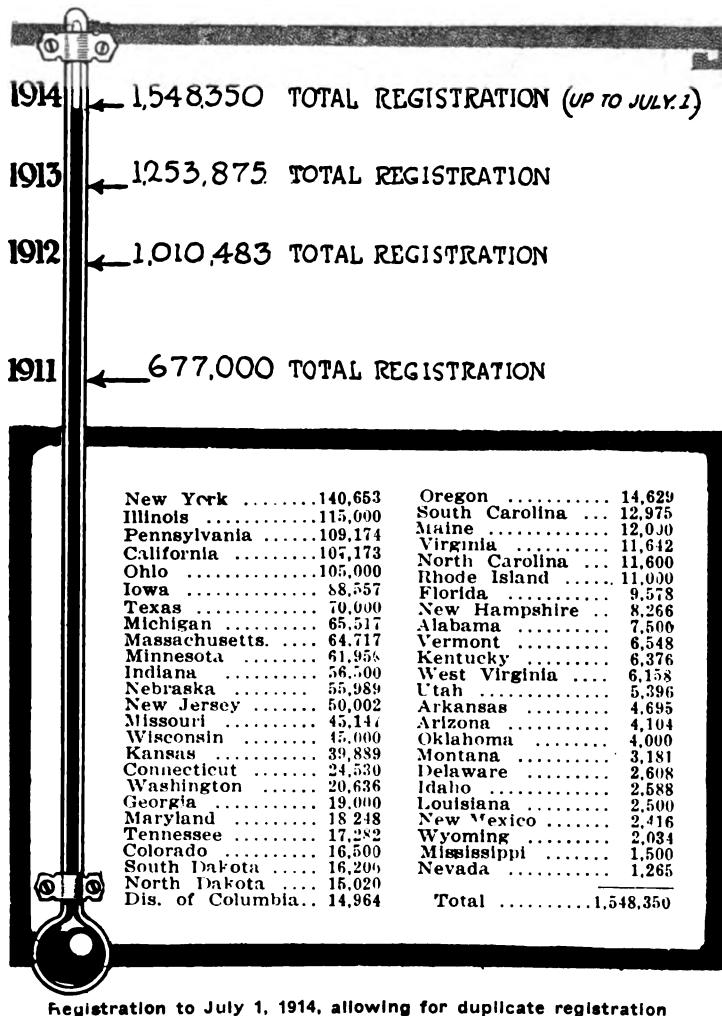 1914 1,548,350 TOTAL REGISTRATION (UP TO JULY.1)
1913 1,253,875. TOTAL REGISTRATION
1912 1,010,483 TOTAL REGISTRATION
1911 677,000 TOTAL REGISTRATION
New York ........140,653
Illinois ............115,000
Pennsylvania ......109,174
California .........107,173
Ohio ..............105,000
Iowa .............. 88,557
Texas ............. 70,000
Michigan .......... 65,517
Massachusetts. .... 64,717
Minnesota ........ 61,956
Indiana ........... 56,500
Nebraska ......... 55,989
New Jersey ....... 50,002
Missouri .......... 45,147
Wisconsin ........ 45,000
Kansas ........... 39,889
Connecticut ....... 24,530
Washington ....... 20,636
Georgia ........... 19,000
Maryland ......... 18 248
Tennessee ........ 17,282
Colorado .......... 16,500
South Dakota ..... 16,206
North Dakota .... 15,020
Dis. of Columbia.. 14,964
Oregon ........... 14,629
South Carolina ... 12,975
Maine ............ 12,000
Virginia .......... 11,642
North Carolina ... 11,600
Rhode Island ..... 11,000
Florida ........... 9,578
New Hampshire .. 8,266
Alabama .......... 7,500
Vermont .......... 6,548
Kentucky ......... 6,376
West Virginia .... 6,158
Utah ............. 5,396
Arkansas ......... 4,695
Arizona .......... 4,104
Oklahoma ........ 4,000
Montana ......... 3,181
Delaware ......... 2,608
Idaho ............ 2,588
Louisiana ........ 2,500
New Mexico ...... 2,416
Wyoming ......... 2,034
Mississippi ....... 1,500
Nevada ........... 1,265
Total ..........1,548,350
Registration to July 1, 1914, allowing for duplicate registration